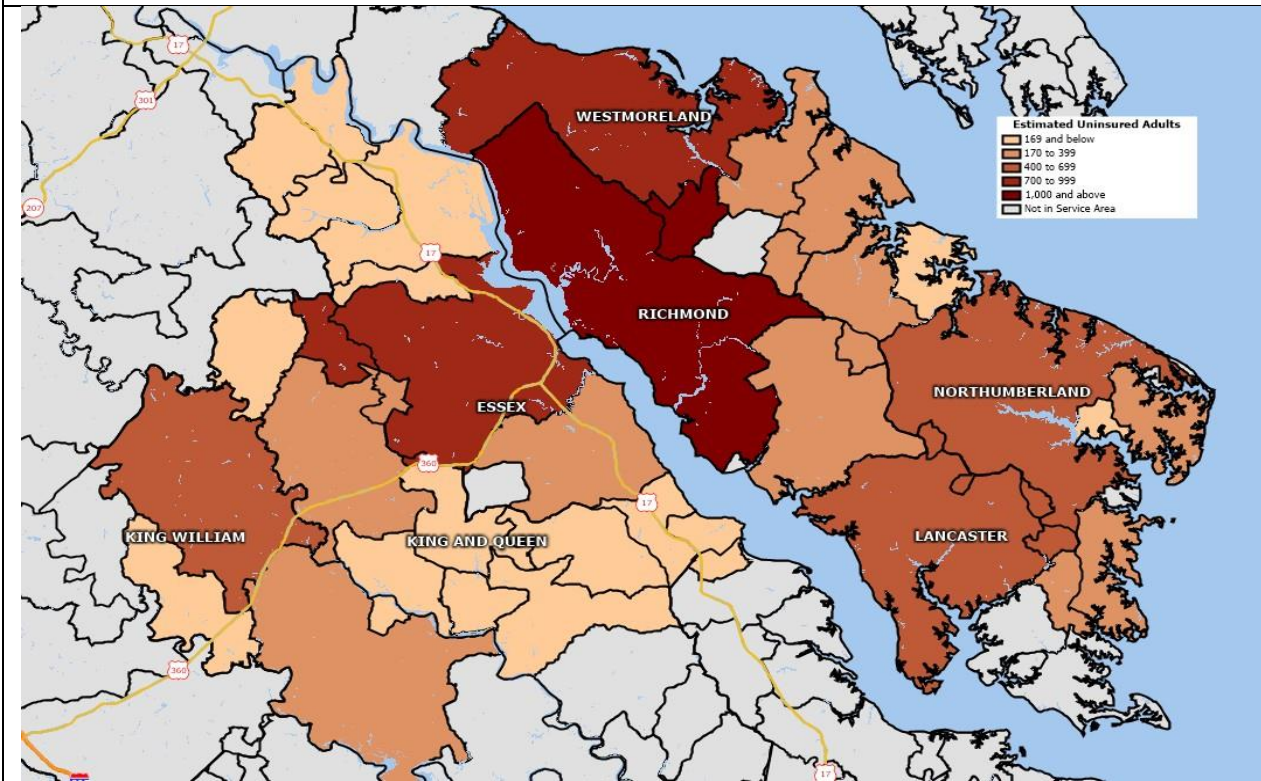 17
301
207
WESTMORELAND
Estimated Uninsured Adults
169 and below
170 to 399
400 to 699
700 to 999
1,000 and above
Not in Service Area
17
RICHMOND
NORTHUMBERLAND
ESSEX
360
17
KING WILLIAM
KING AND QUEEN
LANCASTER
360
17